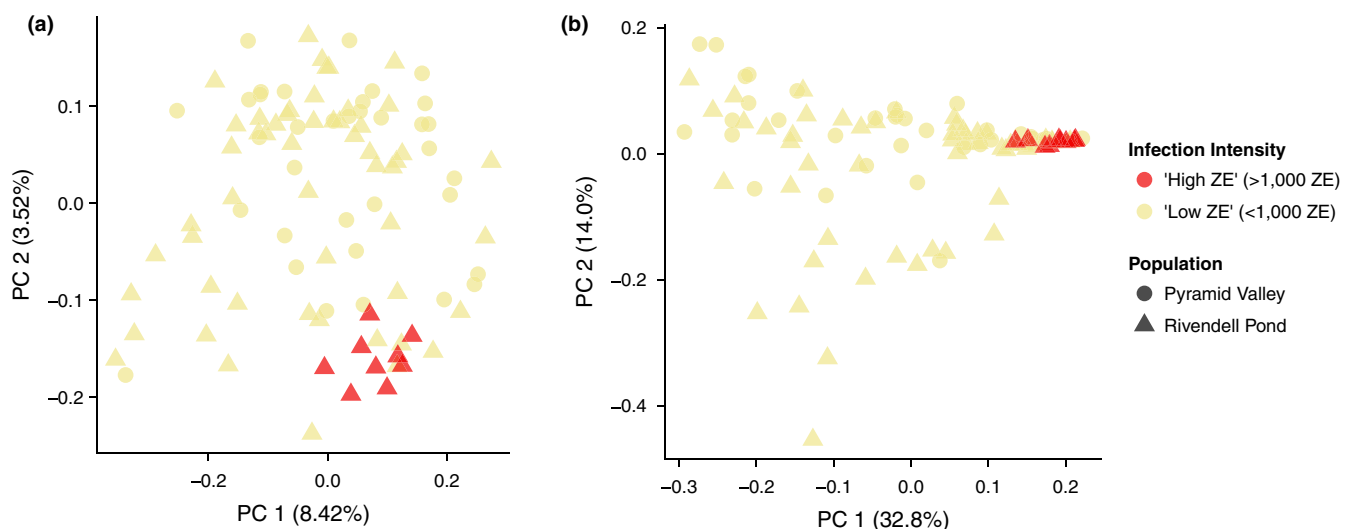 (a)
PC 2 (3.52%)
0.1
0.0
−0.1
−0.2
−0.2
0.0
0.2
PC 1 (8.42%)
(b)
PC 2 (14.0%)
0.2
0.0
−0.2
−0.4
−0.3
−0.2
−0.1
0.0
0.1
0.2
PC 1 (32.8%)
Infection Intensity
'High ZE' (>1,000 ZE)
'Low ZE' (<1,000 ZE)
Population
Pyramid Valley
Rivendell Pond